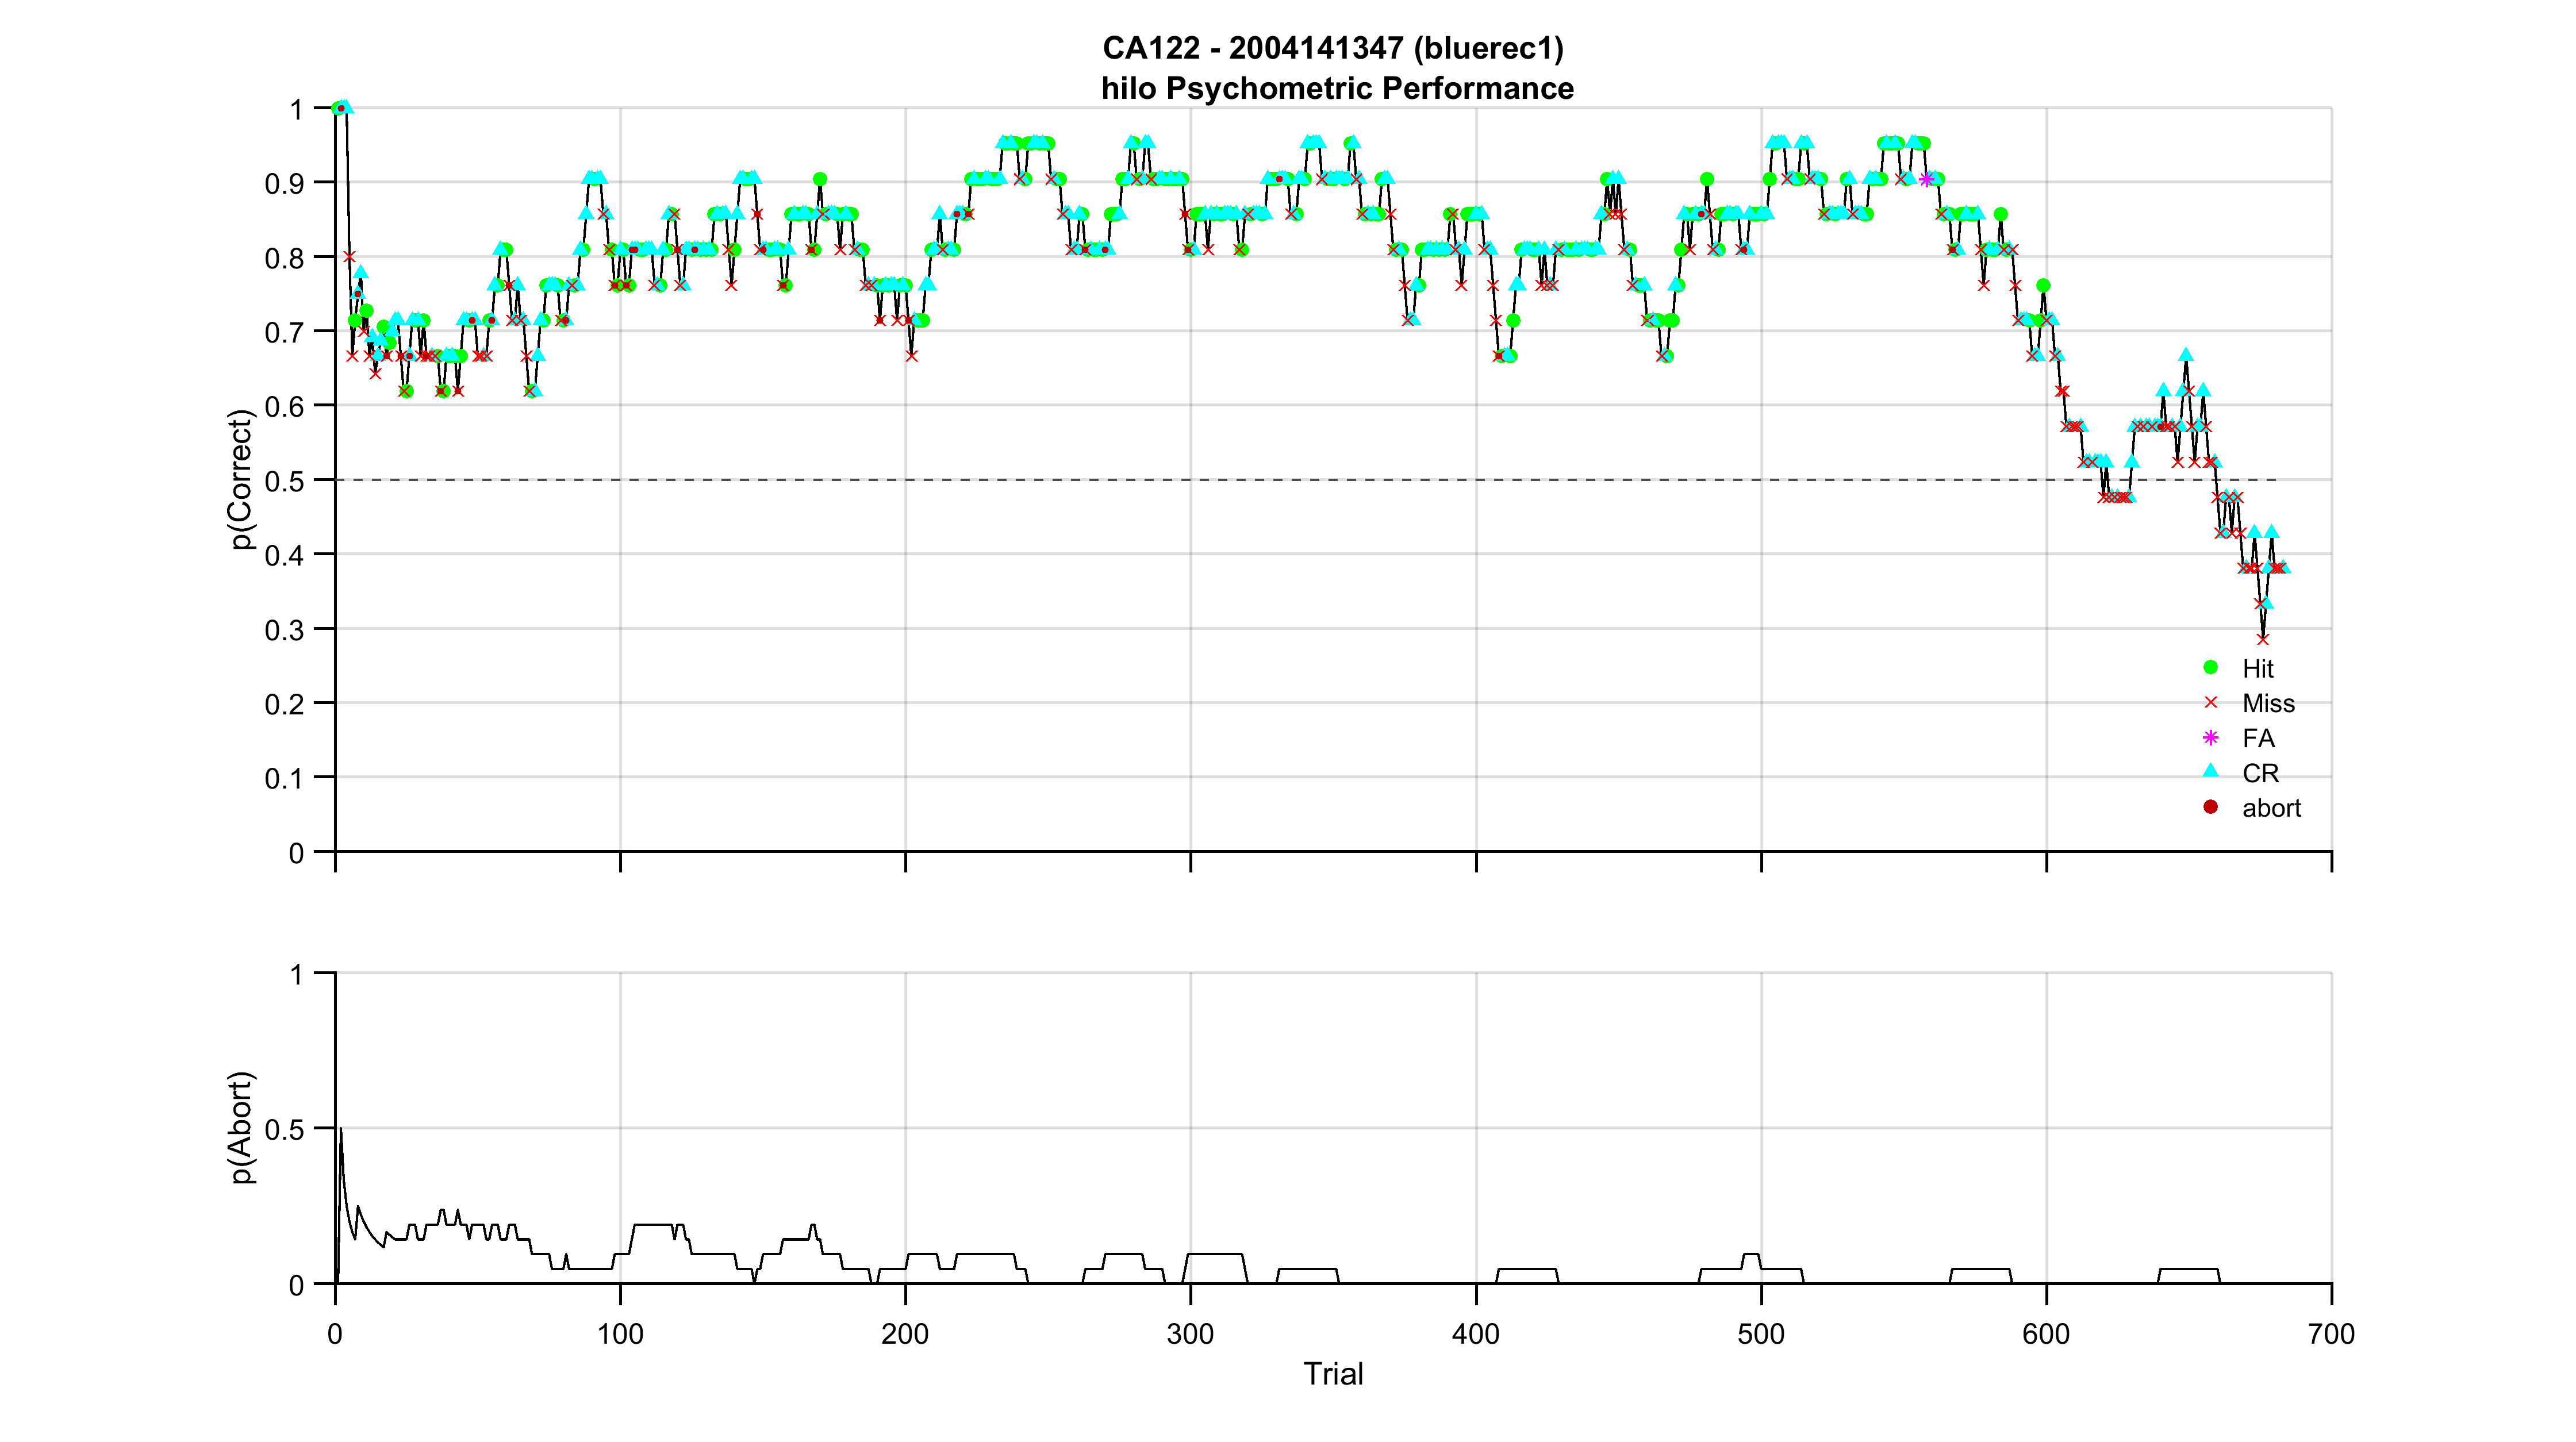 CA122 - 2004141347 (bluerec1)
hilo Psychometric Performance
1
0.9
0.8
0.7
0.6
0.5
0.4
0.3
0.2
0.1
0
p(Correct)
Hit
Miss
FA
CR
abort
1
0.5
0
p(Abort)
0 100 200 300 400 500 600 700
Trial